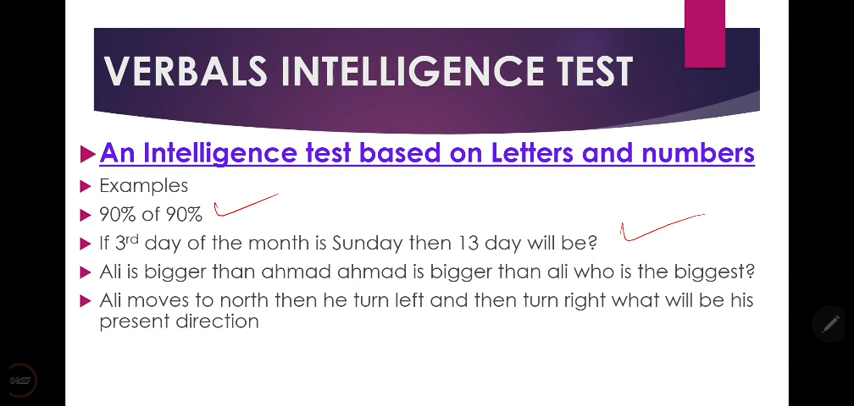 VERBALS INTELLIGENCE TEST
An Intelligence test based on Letters and numbers
Examples
90% of 90%
If 3rd day of the month is Sunday then 13 day will be?
Ali is bigger than ahmad ahmad is bigger than ali who is the biggest?
Ali moves to north then he turn left and then turn right what will be his
present direction